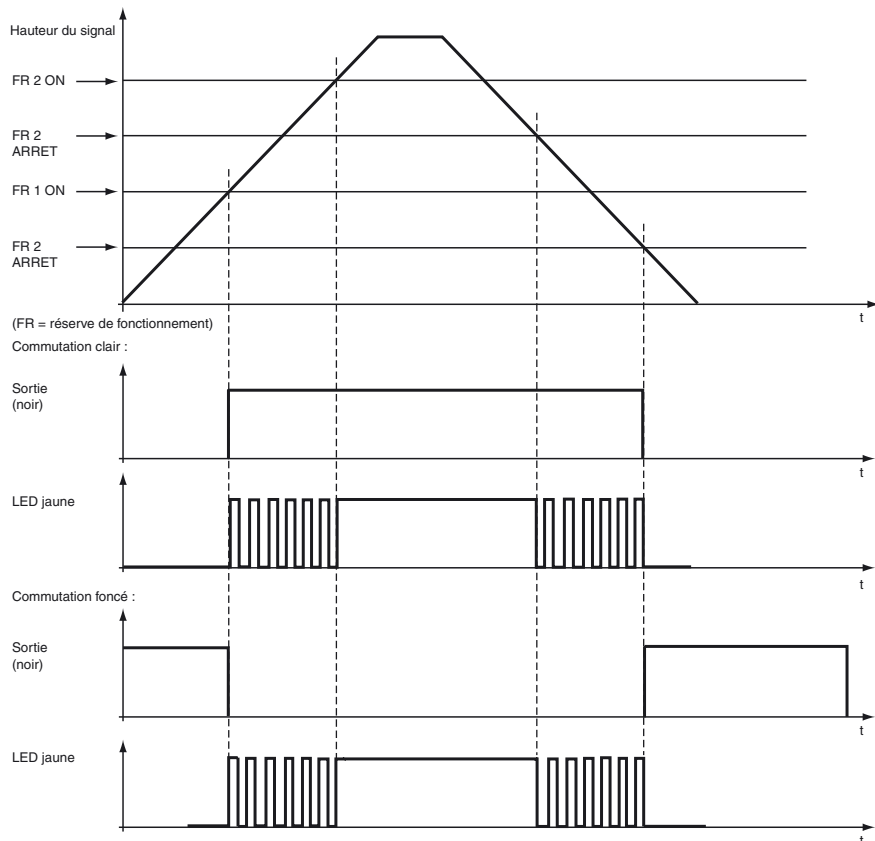 Hauteur du signal
FR 2 ON
FR 2
ARRET
FR 1 ON
FR 2
ARRET
t
(FR = réserve de fonctionnement)
Commutation clair :
Sortie
(noir)
t
LED jaune
t
Commutation foncé :
Sortie
(noir)
t
LED jaune
t